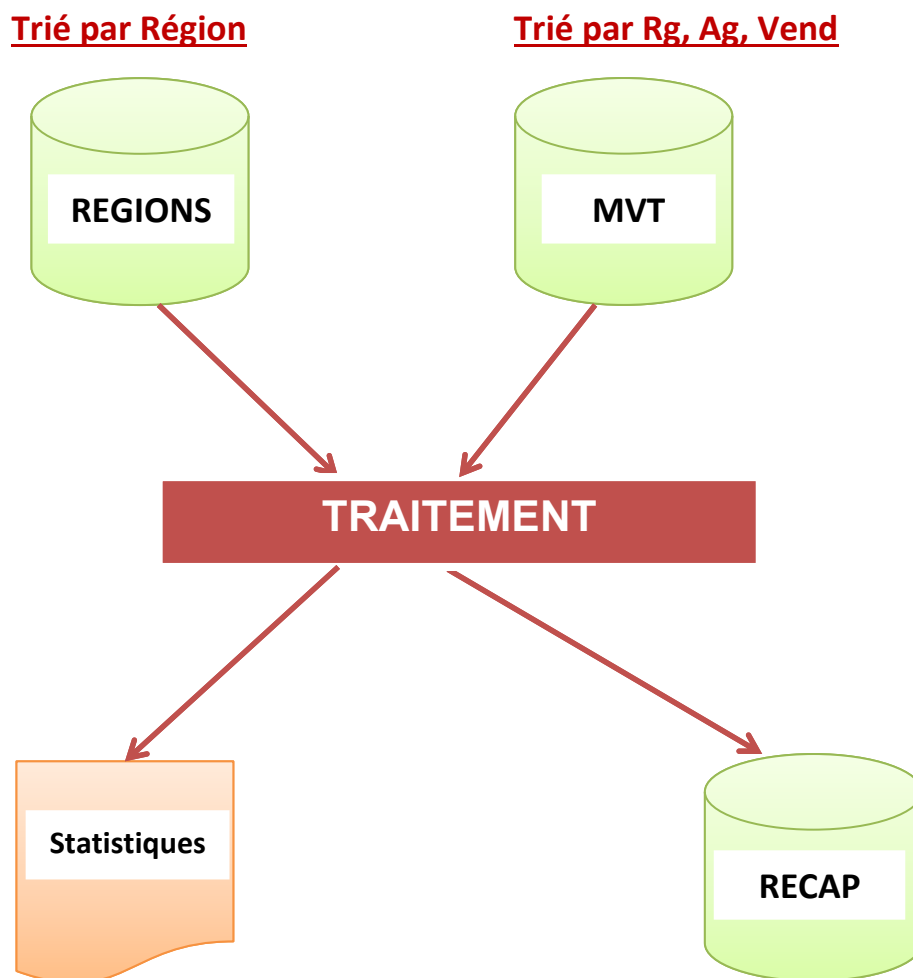 Trié par Région
Trié par Rg, Ag, Vend
REGIONS
MVT
TRAITEMENT
Statistiques
RECAP